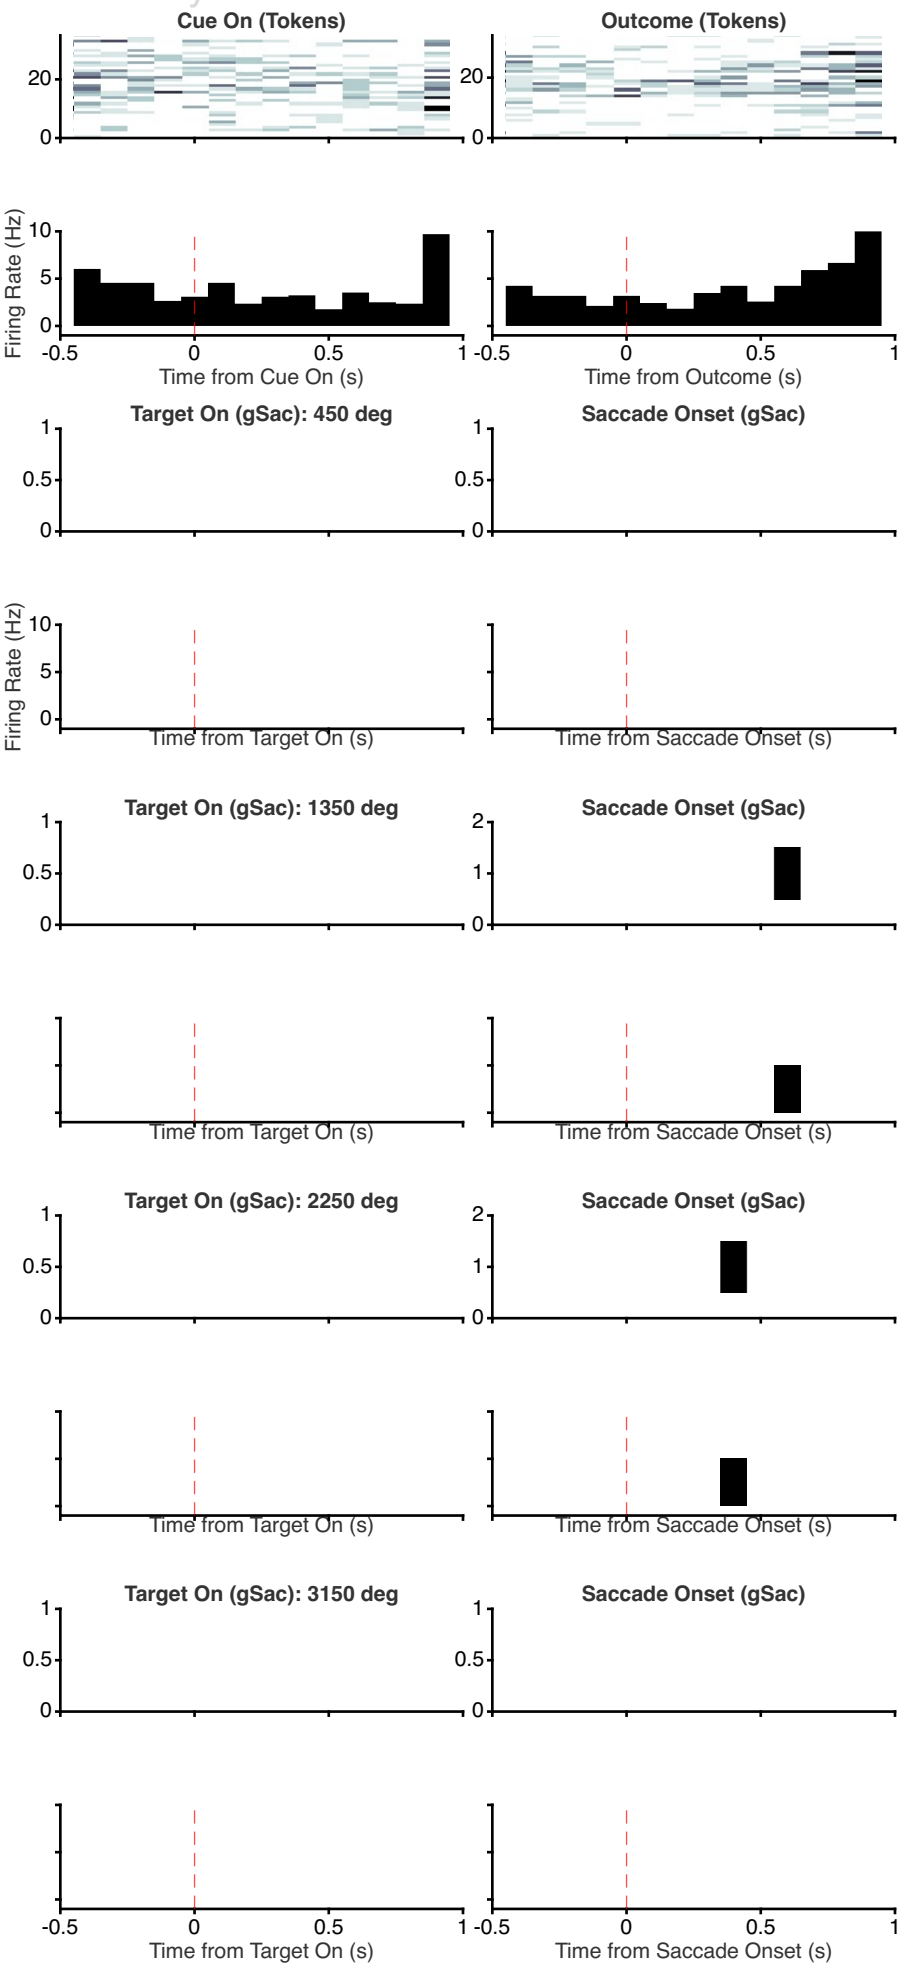 Cue On (Tokens) Outcome (Tokens)
20 20
0 0
Firing Rate (Hz)
10
5
0
-0.5 0 0.5 1 -0.5 0 0.5 1
Time from Cue On (s) Time from Outcome (s)
Target On (gSac): 450 deg Saccade Onset (gSac)
1 1
0.5 0.5
0 0
Firing Rate (Hz)
10
5
0
Time from Target On (s) Time from Saccade Onset (s)
Target On (gSac): 1350 deg Saccade Onset (gSac)
1 2
0.5 1
0 0
Time from Target On (s) Time from Saccade Onset (s)
Target On (gSac): 2250 deg Saccade Onset (gSac)
1 2
0.5 1
0 0
Time from Target On (s) Time from Saccade Onset (s)
Target On (gSac): 3150 deg Saccade Onset (gSac)
1 1
0.5 0.5
0 0
-0.5 0 0.5 1 -0.5 0 0.5 1
Time from Target On (s) Time from Saccade Onset (s)